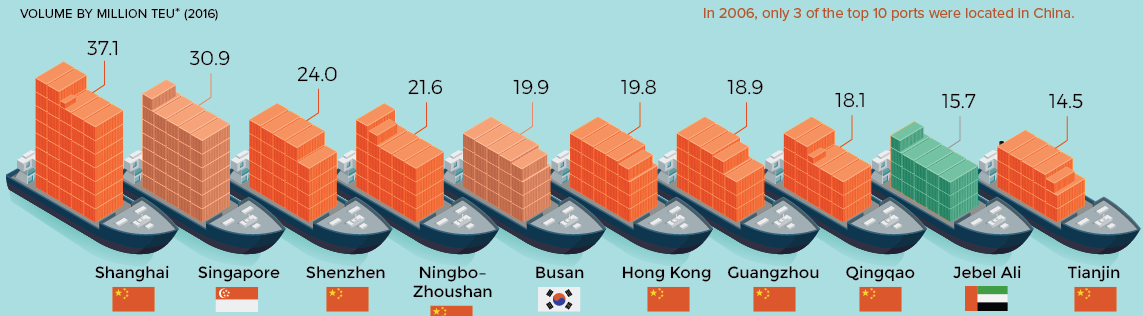 VOLUME BY MILLION TEU* (2016)
In 2006, only 3 of the top 10 ports were located in China.
37.1
30.9
24.0
21.6
19.9
19.8
18.9
18.1
15.7
14.5
Shanghai
Singapore
Shenzhen
Ningbo–
Zhoushan
Busan
Hong Kong
Guangzhou
Qingqao
Jebel Ali
Tianjin